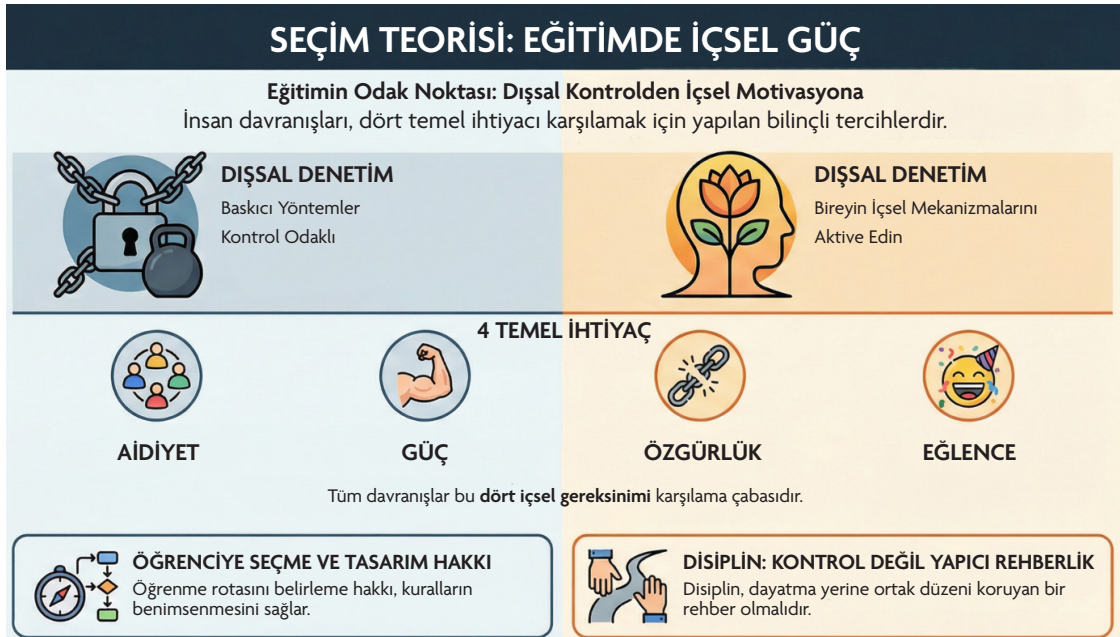 SEÇİM TEORİSİ: EĞİTİMDE İÇSEL GÜÇ
Eğitimin Odak Noktası: Dışsal Kontrolden İçsel Motivasyona
İnsan davranışları, dört temel ihtiyacı karşılamak için yapılan bilinçli tercihlerdir.
DIŞSAL DENETİM
Baskıcı Yöntemler
Kontrol Odaklı
DIŞSAL DENETİM
Bireyin İçsel Mekanizmalarını
Aktive Edin
4 TEMEL İHTİYAÇ
AİDİYET
GÜÇ
ÖZGÜRLÜK
EĞLENCE
Tüm davranışlar bu dört içsel gereksinimi karşılama çabasıdır.
ÖĞRENCİYE SEÇME VE TASARIM HAKKI
Öğrenme rotasını belirleme hakkı, kuralların
benimsenmesini sağlar.
DİSİPLİN: KONTROL DEĞİL YAPICI REHBERLİK
Disiplin, dayatma yerine ortak düzeni koruyan bir
rehber olmalıdır.